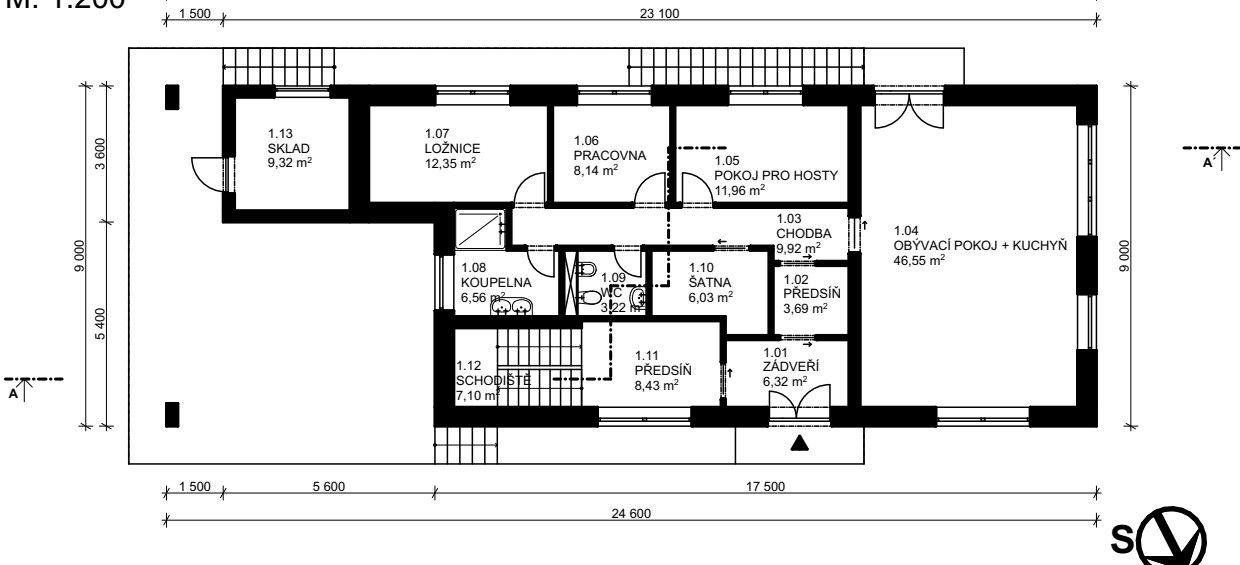 M. 1:200
1 500
23 100
3 600
9 000
5 400
9 000
1.13
SKLAD
9,32 m²
1.07
LOŽNICE
12,35 m²
1.06
PRACOVNA
8,14 m²
1.05
POKOJ PRO HOSTY
11,96 m²
1.03
CHODBA
9,92 m²
1.04
OBÝVACÍ POKOJ + KUCHYŇ
46,55 m²
1.08
KOUPELNA
6,56 m²
1.09
WC
3,22 m²
1.10
ŠATNA
6,03 m²
1.02
PŘEDSÍŇ
3,69 m²
1.12
SCHODIŠTĚ
7,10 m²
1.11
PŘEDSÍŇ
8,43 m²
1.01
ZÁDVEŘÍ
6,32 m²
A
A'
1 500
5 600
17 500
24 600
S